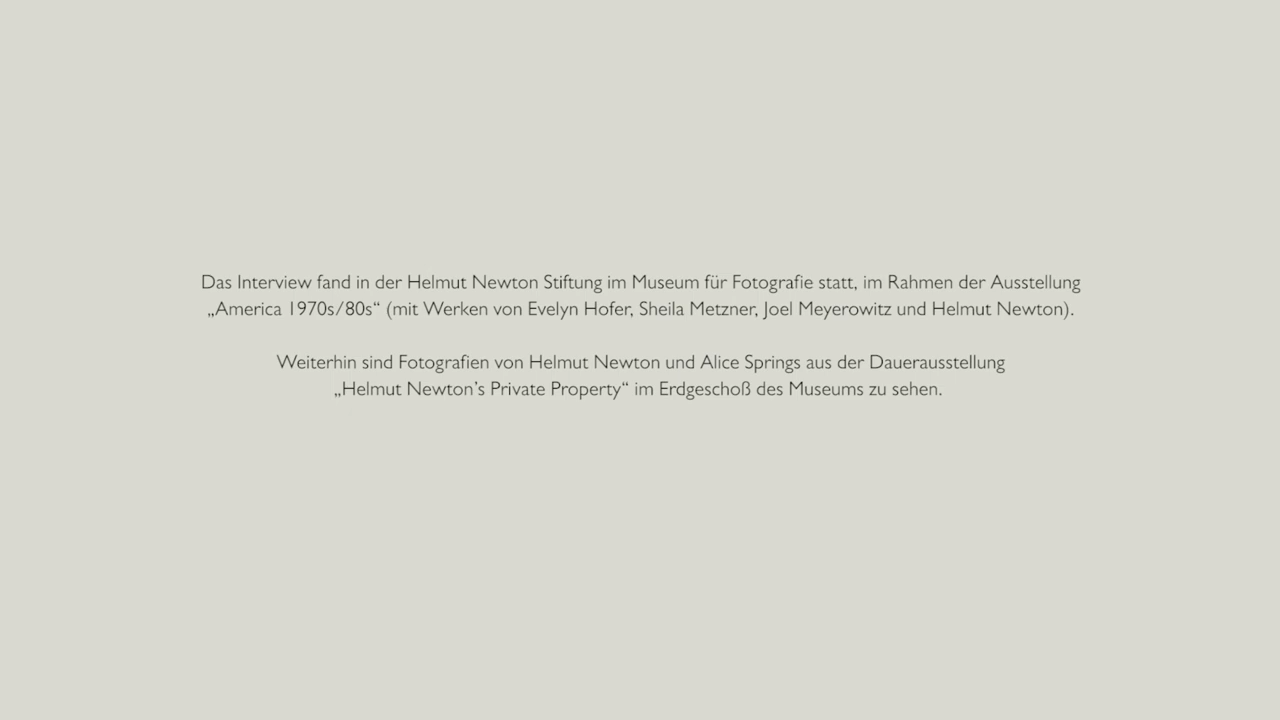 Das Interview fand in der Helmut Newton Stiftung im Museum für Fotografie statt, im Rahmen der Ausstellung
„America 1970s/80s“ (mit Werken von Evelyn Hofer, Sheila Metzner, Joel Meyerowitz und Helmut Newton).
Weiterhin sind Fotografien von Helmut Newton und Alice Springs aus der Dauerausstellung
„Helmut Newton’s Private Property“ im Erdgeschoß des Museums zu sehen.